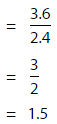 = 3.6/2.4
= 3/2
= 1.5